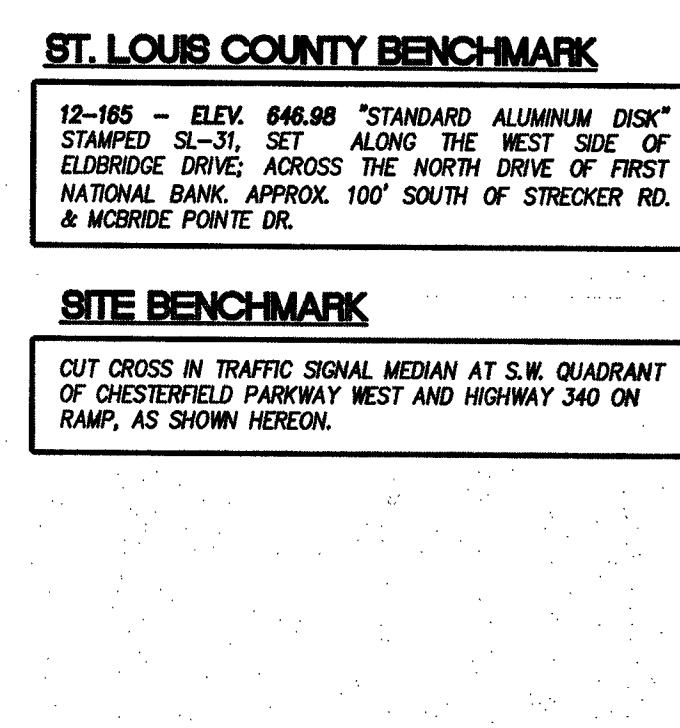 ST. LOUIS COUNTY BENCHMARK
12-165 - ELEV. 646.98 "STANDARD ALUMINUM DISK"
STAMPED SL-31, SET ALONG THE WEST SIDE OF
ELDBRIDGE DRIVE; ACROSS THE NORTH DRIVE OF FIRST
NATIONAL BANK. APPROX. 100' SOUTH OF STRECKER RD.
& MCBRIDE POINTE DR.
SITE BENCHMARK
CUT CROSS IN TRAFFIC SIGNAL MEDIAN AT S.W. QUADRANT
OF CHESTERFIELD PARKWAY WEST AND HIGHWAY 340 ON
RAMP, AS SHOWN HEREON.